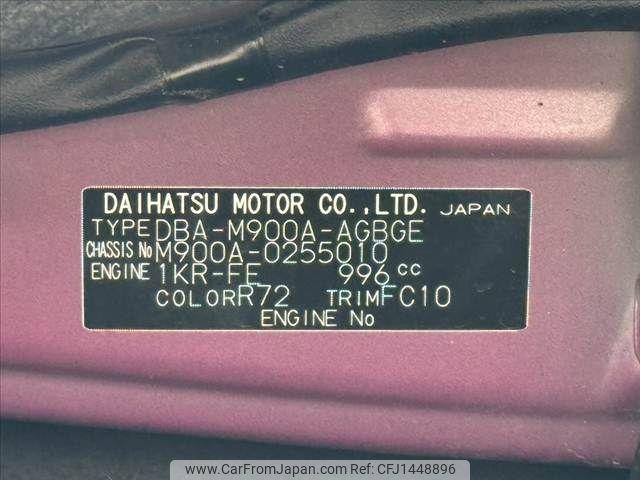 DAIHATSU MOTOR CO.,LTD. JAPAN
TYPE DBA-M900A-AGBGE
CHASSIS No M900A-0255010
ENGINE 1KR-FE 996 cc
COLOR R72 TRIM FC10
ENGINE No
www.CarFromJapan.com Ref No: CFJ1448896